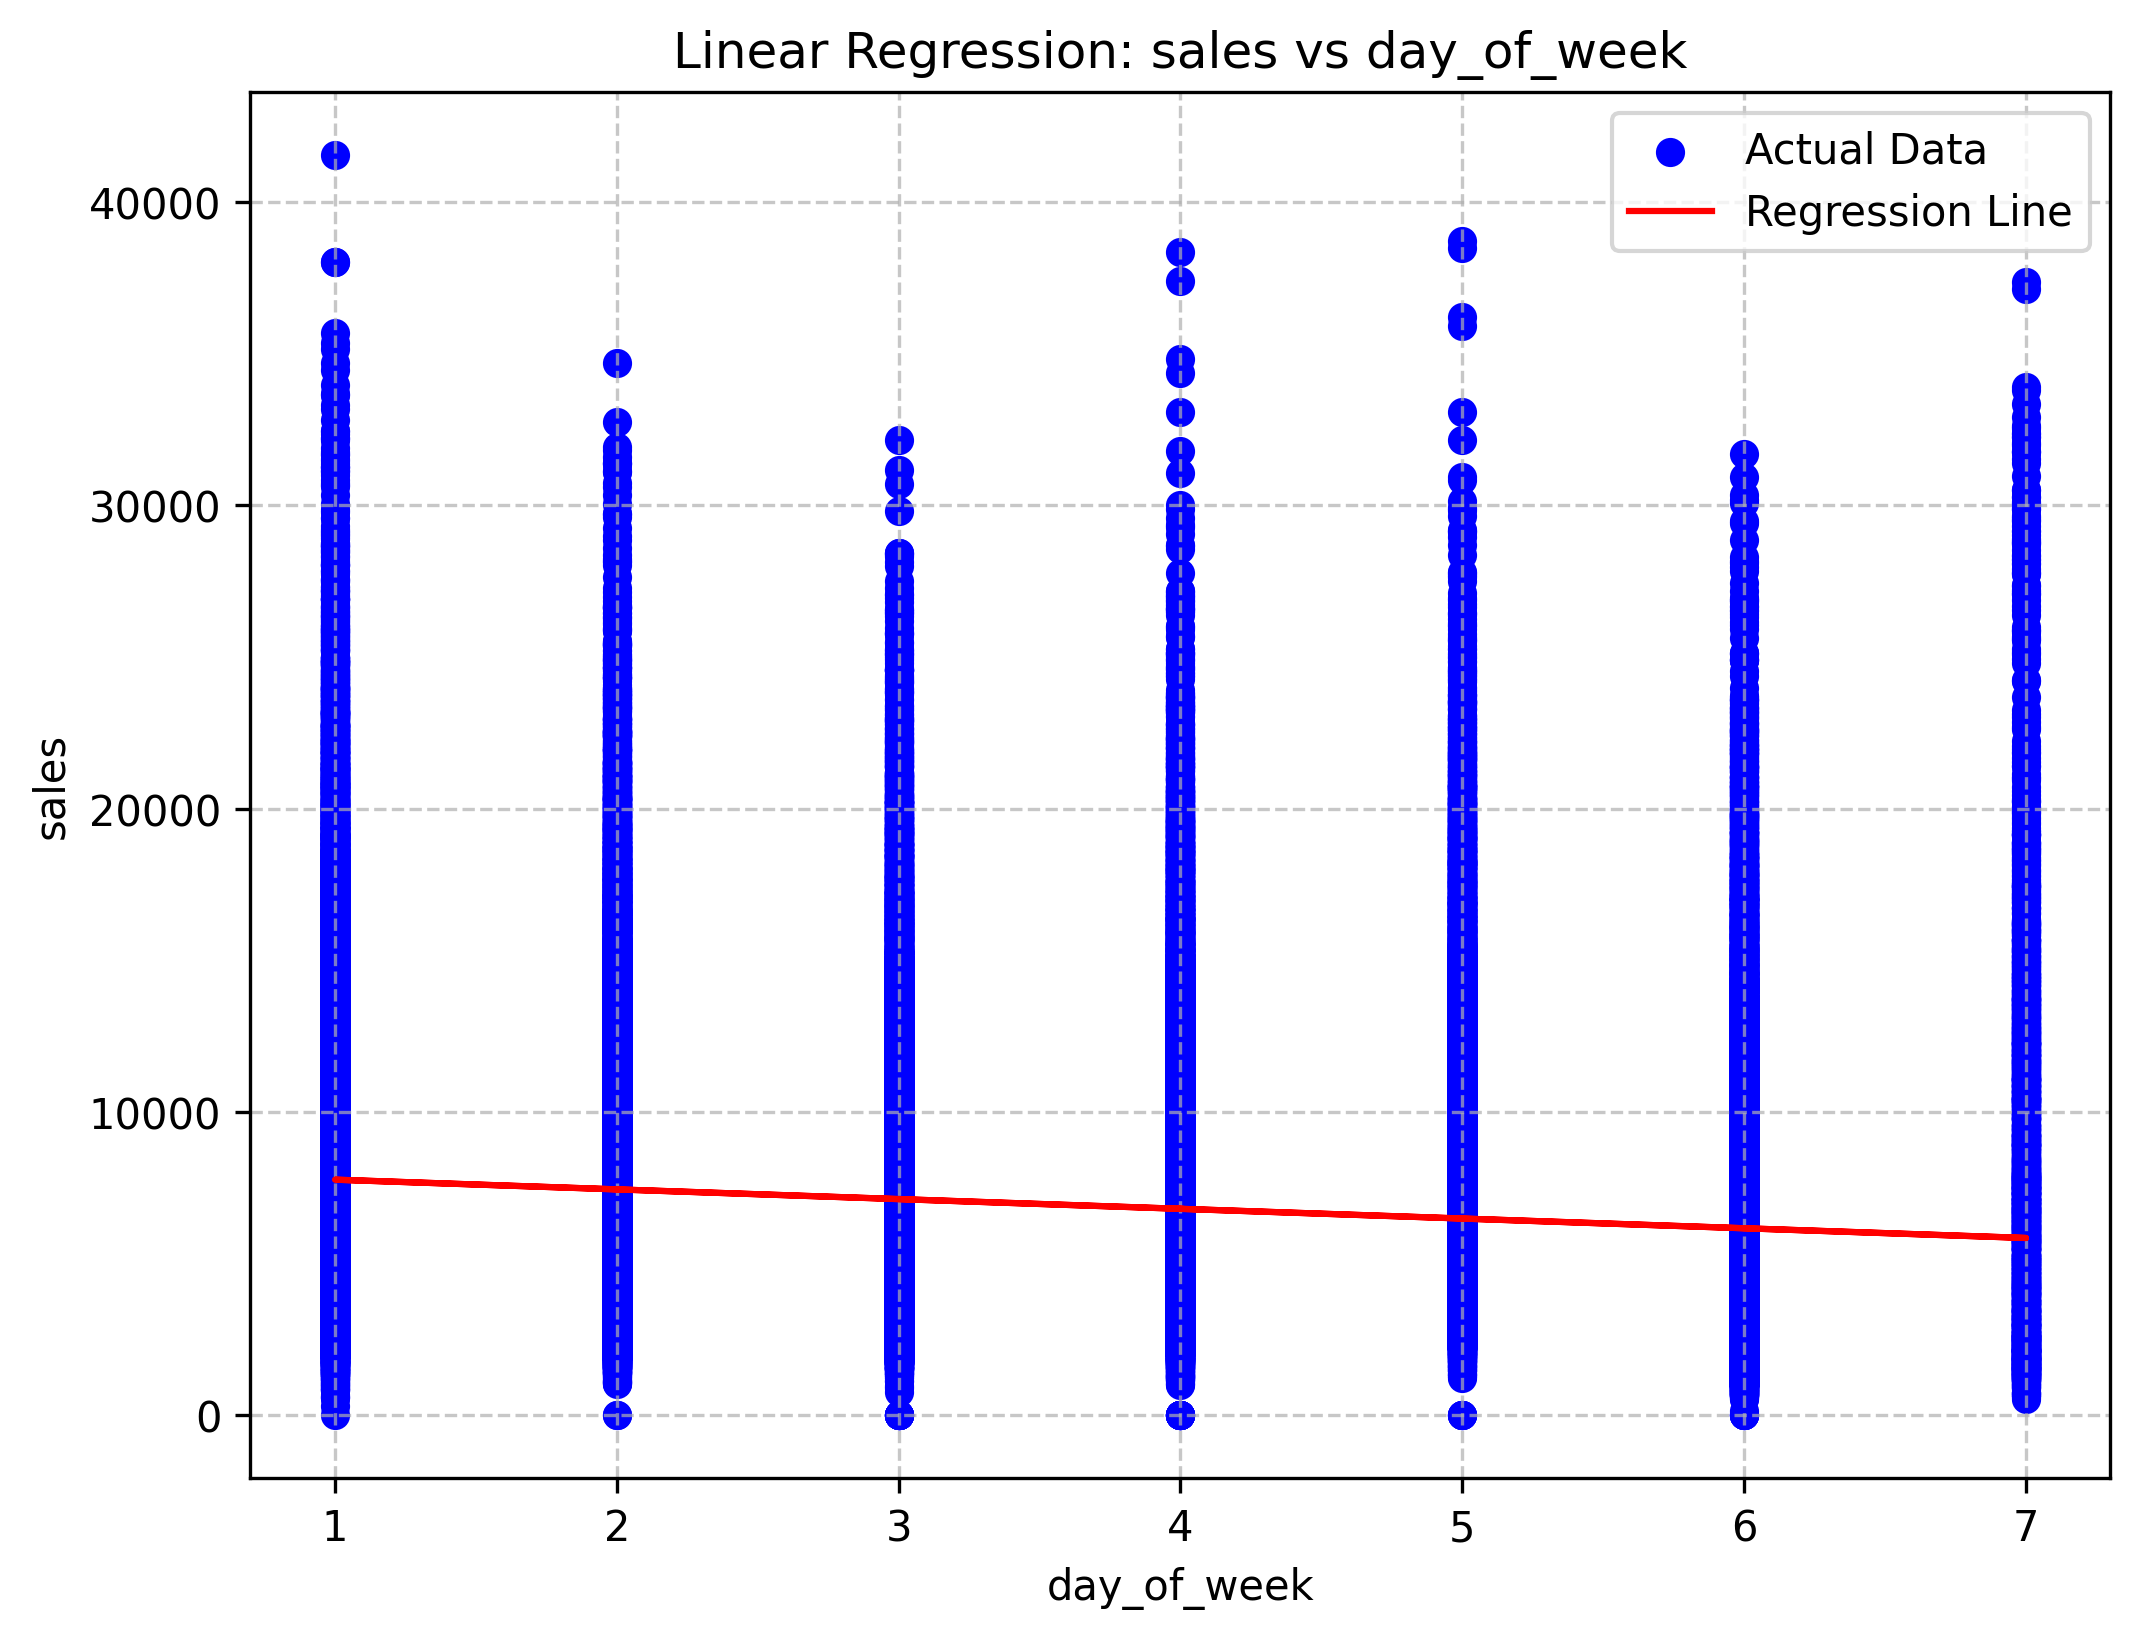 Linear Regression: sales vs day_of_week
Actual Data
Regression Line
40000
30000
20000
10000
0
sales
1 2 3 4 5 6 7
day_of_week